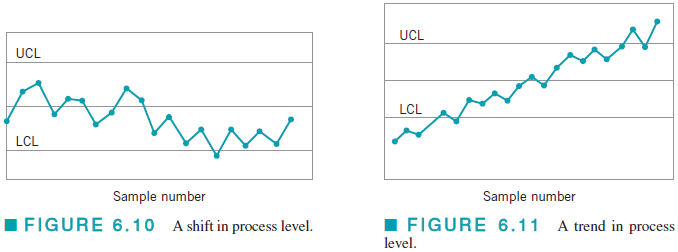 UCL
LCL
Sample number
FIGURE 6.10 A shift in process level.
UCL
LCL
Sample number
FIGURE 6.11 A trend in process
level.